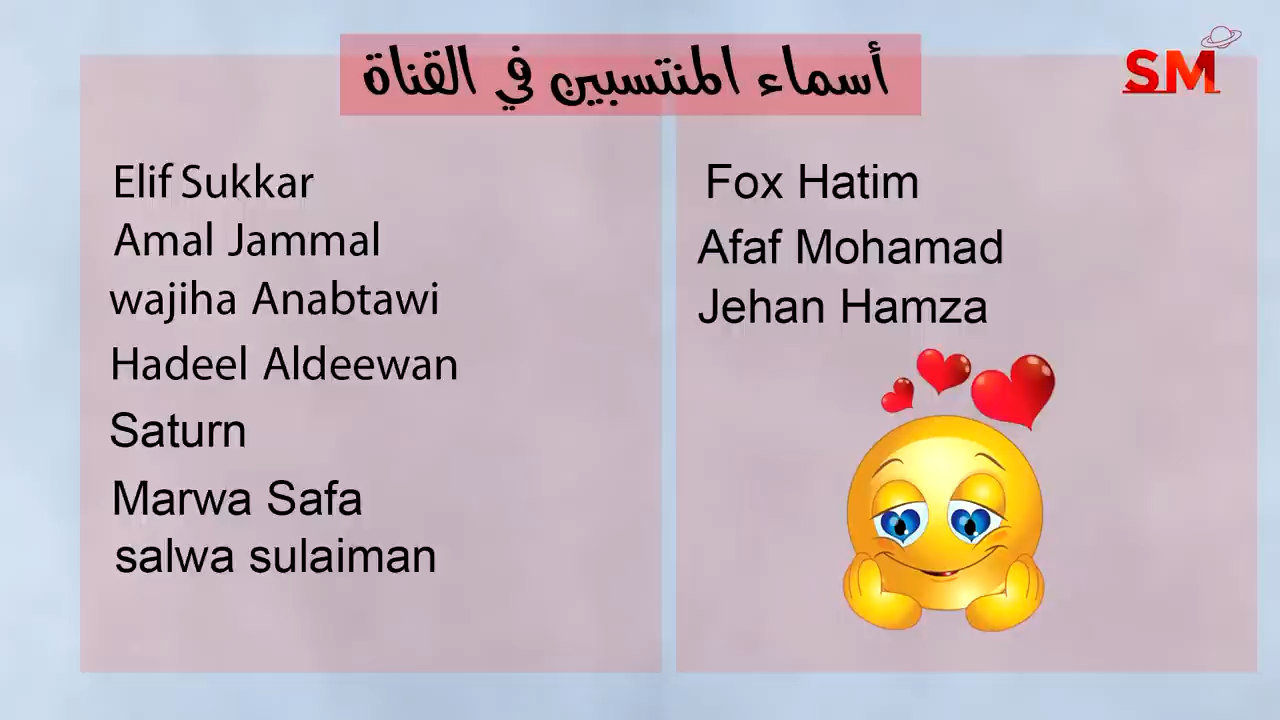 أسماء المنتسبين في القناة
SM
Elif Sukkar
Amal Jammal
wajiha Anabtawi
Hadeel Aldeewan
Saturn
Marwa Safa
salwa sulaiman
Fox Hatim
Afaf Mohamad
Jehan Hamza